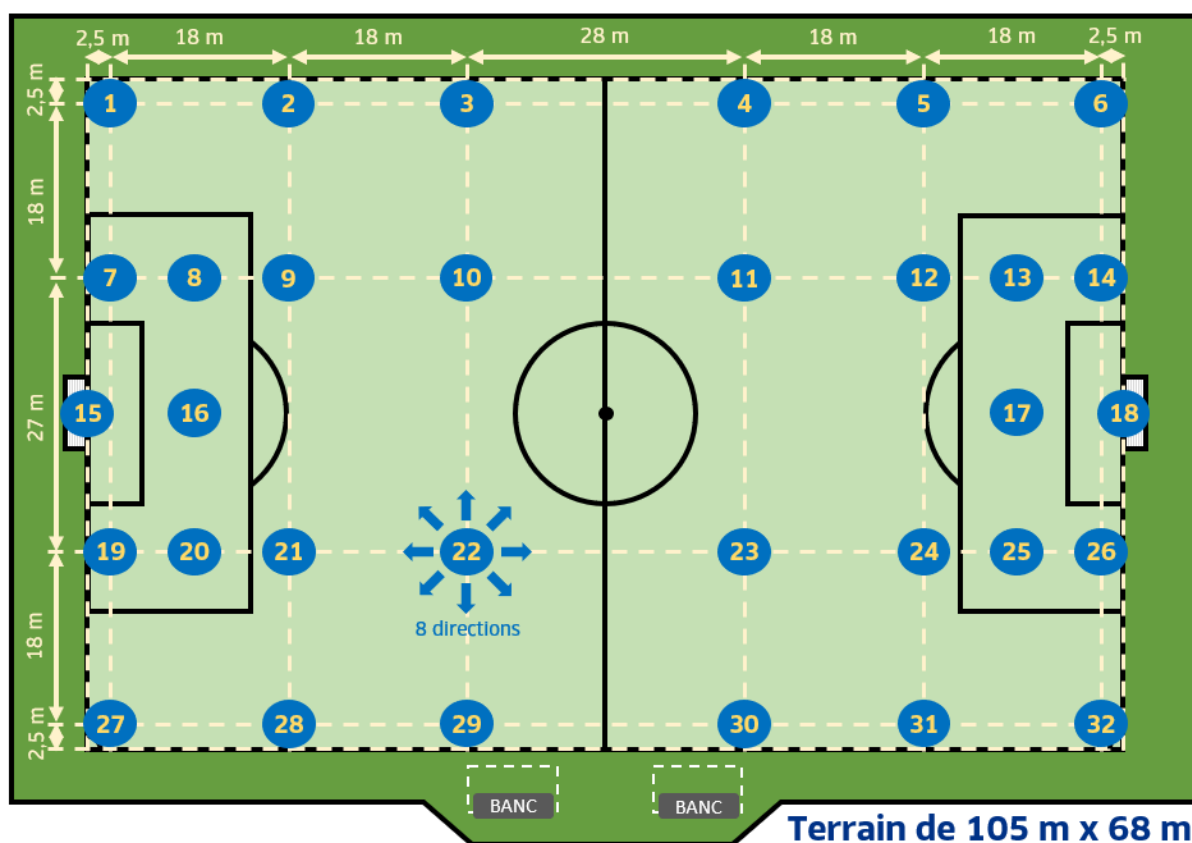 2,5 m 18 m 18 m 28 m 18 m 18 m 2,5 m
2,5 m
1 2 3 4 5 6
18 m
7 8 9 10 11 12 13 14
27 m
15 16 17 18
19 20 21 22 23 24 25 26
8 directions
18 m
27 28 29 30 31 32
2,5 m
BANC BANC
Terrain de 105 m x 68 m